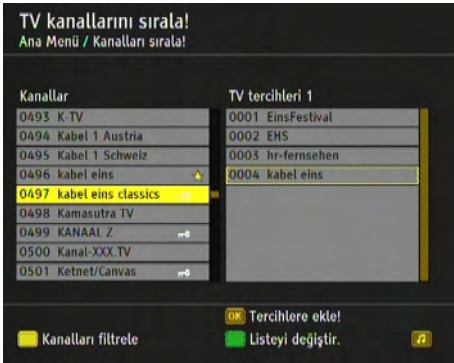 TV kanallarını sırala!
Ana Menü / Kanalları sırala!
Kanallar
0493 K-TV
0494 Kabel 1 Austria
0495 Kabel 1 Schweiz
0496 kabel eins
0497 kabel eins classics
0498 Kamasutra TV
0499 KANAAL Z
0500 Kanal-XXX.TV
0501 Ketnet/Canvas
TV tercihleri 1
0001 EinsFestival
0002 EHS
0003 hr-fernsehen
0004 kabel eins
OK Tercihlere ekle!
Kanalları filtrele
Listeyi değiştir.